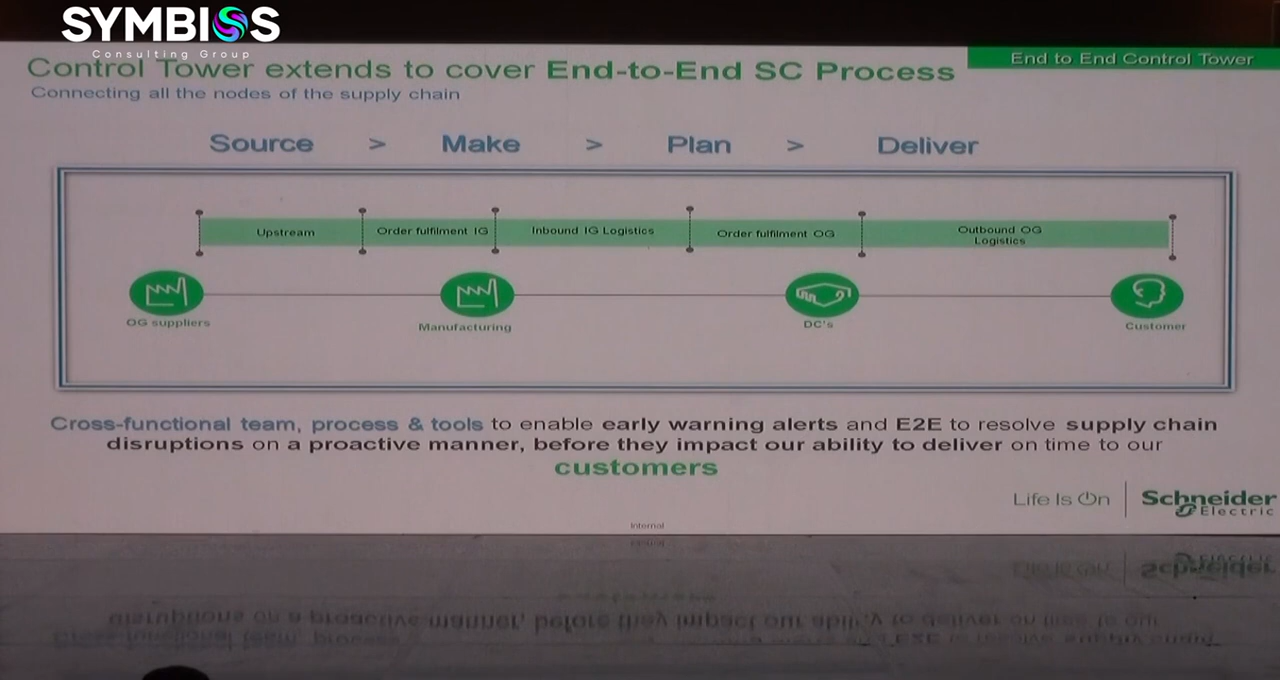 SYMBIOS
Consulting Group
End to End Control Tower
Control Tower extends to cover End-to-End SC Process
Connecting all the nodes of the supply chain
Source > Make > Plan > Deliver
Upstream
Order fulfilment IG
Inbound IG Logistics
Order fulfilment OG
Outbound OG
Logistics
OG suppliers
Manufacturing
DC's
Customer
Cross-functional team, process & tools to enable early warning alerts and E2E to resolve supply chain
disruptions on a proactive manner, before they impact our ability to deliver on time to our
customers
Life Is On
Schneider
Electric
Internal